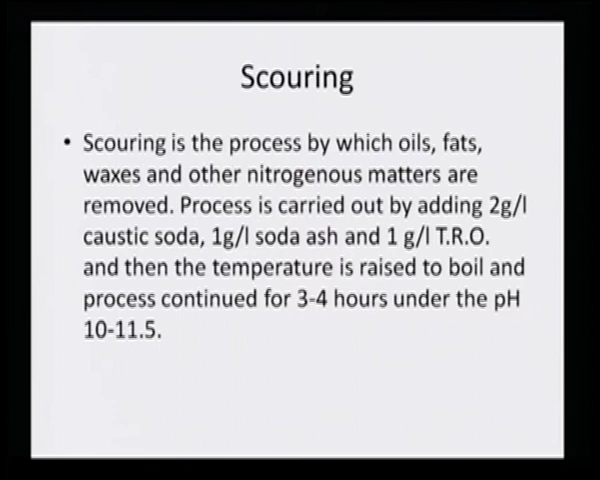 Scouring
• Scouring is the process by which oils, fats,
waxes and other nitrogenous matters are
removed. Process is carried out by adding 2g/l
caustic soda, 1g/l soda ash and 1 g/l T.R.O.
and then the temperature is raised to boil and
process continued for 3-4 hours under the pH
10-11.5.